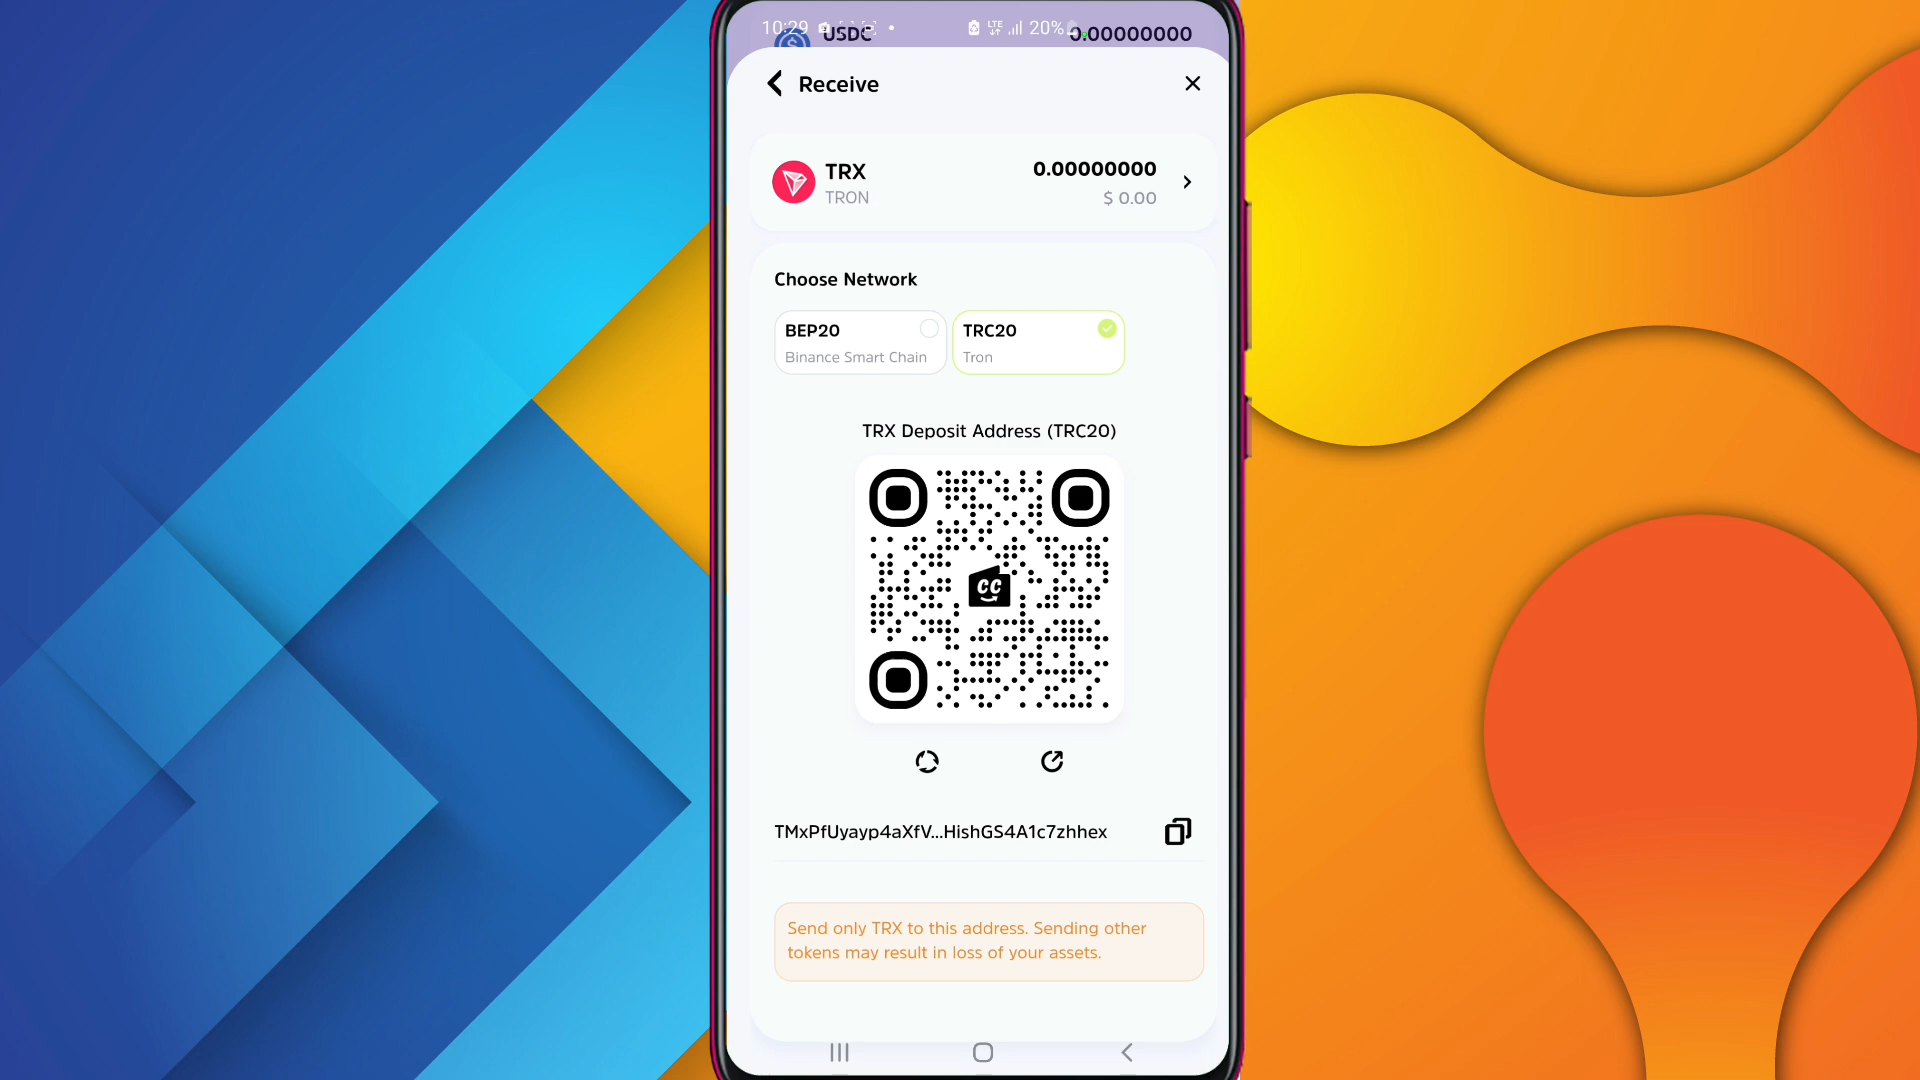 10:29 LTE 20%
USDC 0.00000000
Receive
TRX 0.00000000
TRON $ 0.00
Choose Network
BEP20 TRC20
Binance Smart Chain Tron
TRX Deposit Address (TRC20)
CC
TMxPfUyayp4aXfV...HishGS4A1c7zhhex
Send only TRX to this address. Sending other
tokens may result in loss of your assets.